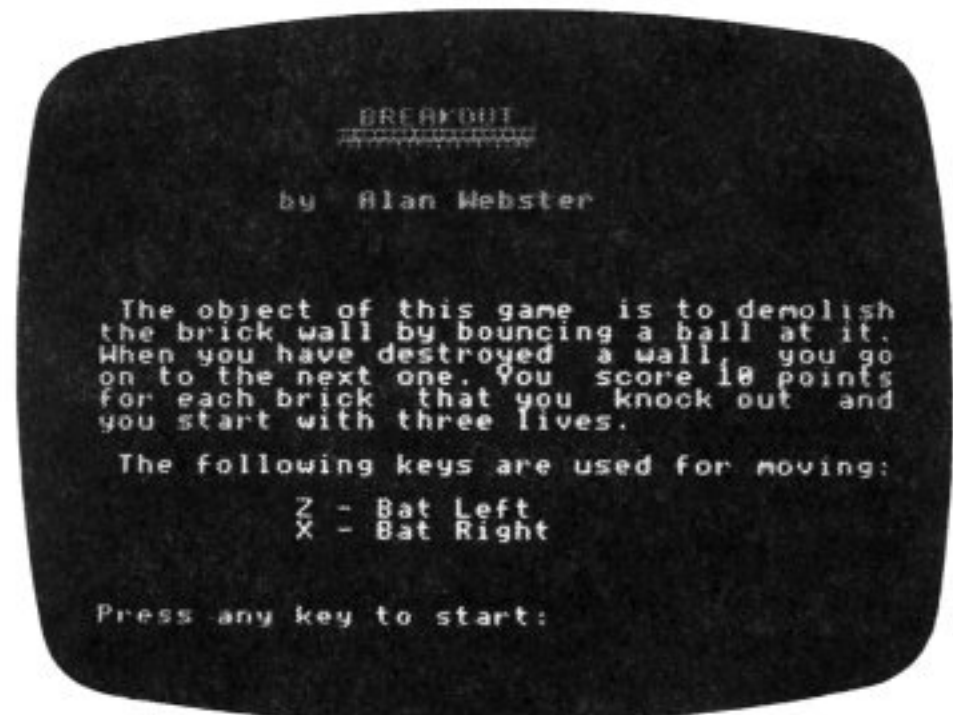 BREAKOUT
by Alan Webster
The object of this game is to demolish
the brick wall by bouncing a ball at it.
When you have destroyed a wall, you go
on to the next one. You score 10 points
for each brick that you knock out and
you start with three lives.
The following keys are used for moving:
Z - Bat Left
X - Bat Right
Press any key to start: